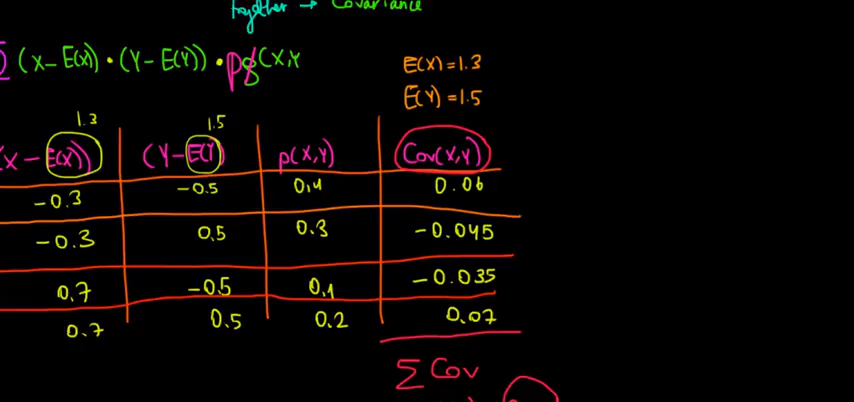 together → Covariance
(X-E(X)) · (Y-E(Y)) · p(X,Y
E(X)=1.3
E(Y)=1.5
1.3 1.5
X - E(X)) (Y-E(Y) p(X,Y) Cov(X,Y)
-0.3 -0.5 0.4 0.06
-0.3 0.5 0.3 -0.045
0.7 -0.5 0.1 -0.035
0.7 0.5 0.2 0.07
Σ Cov